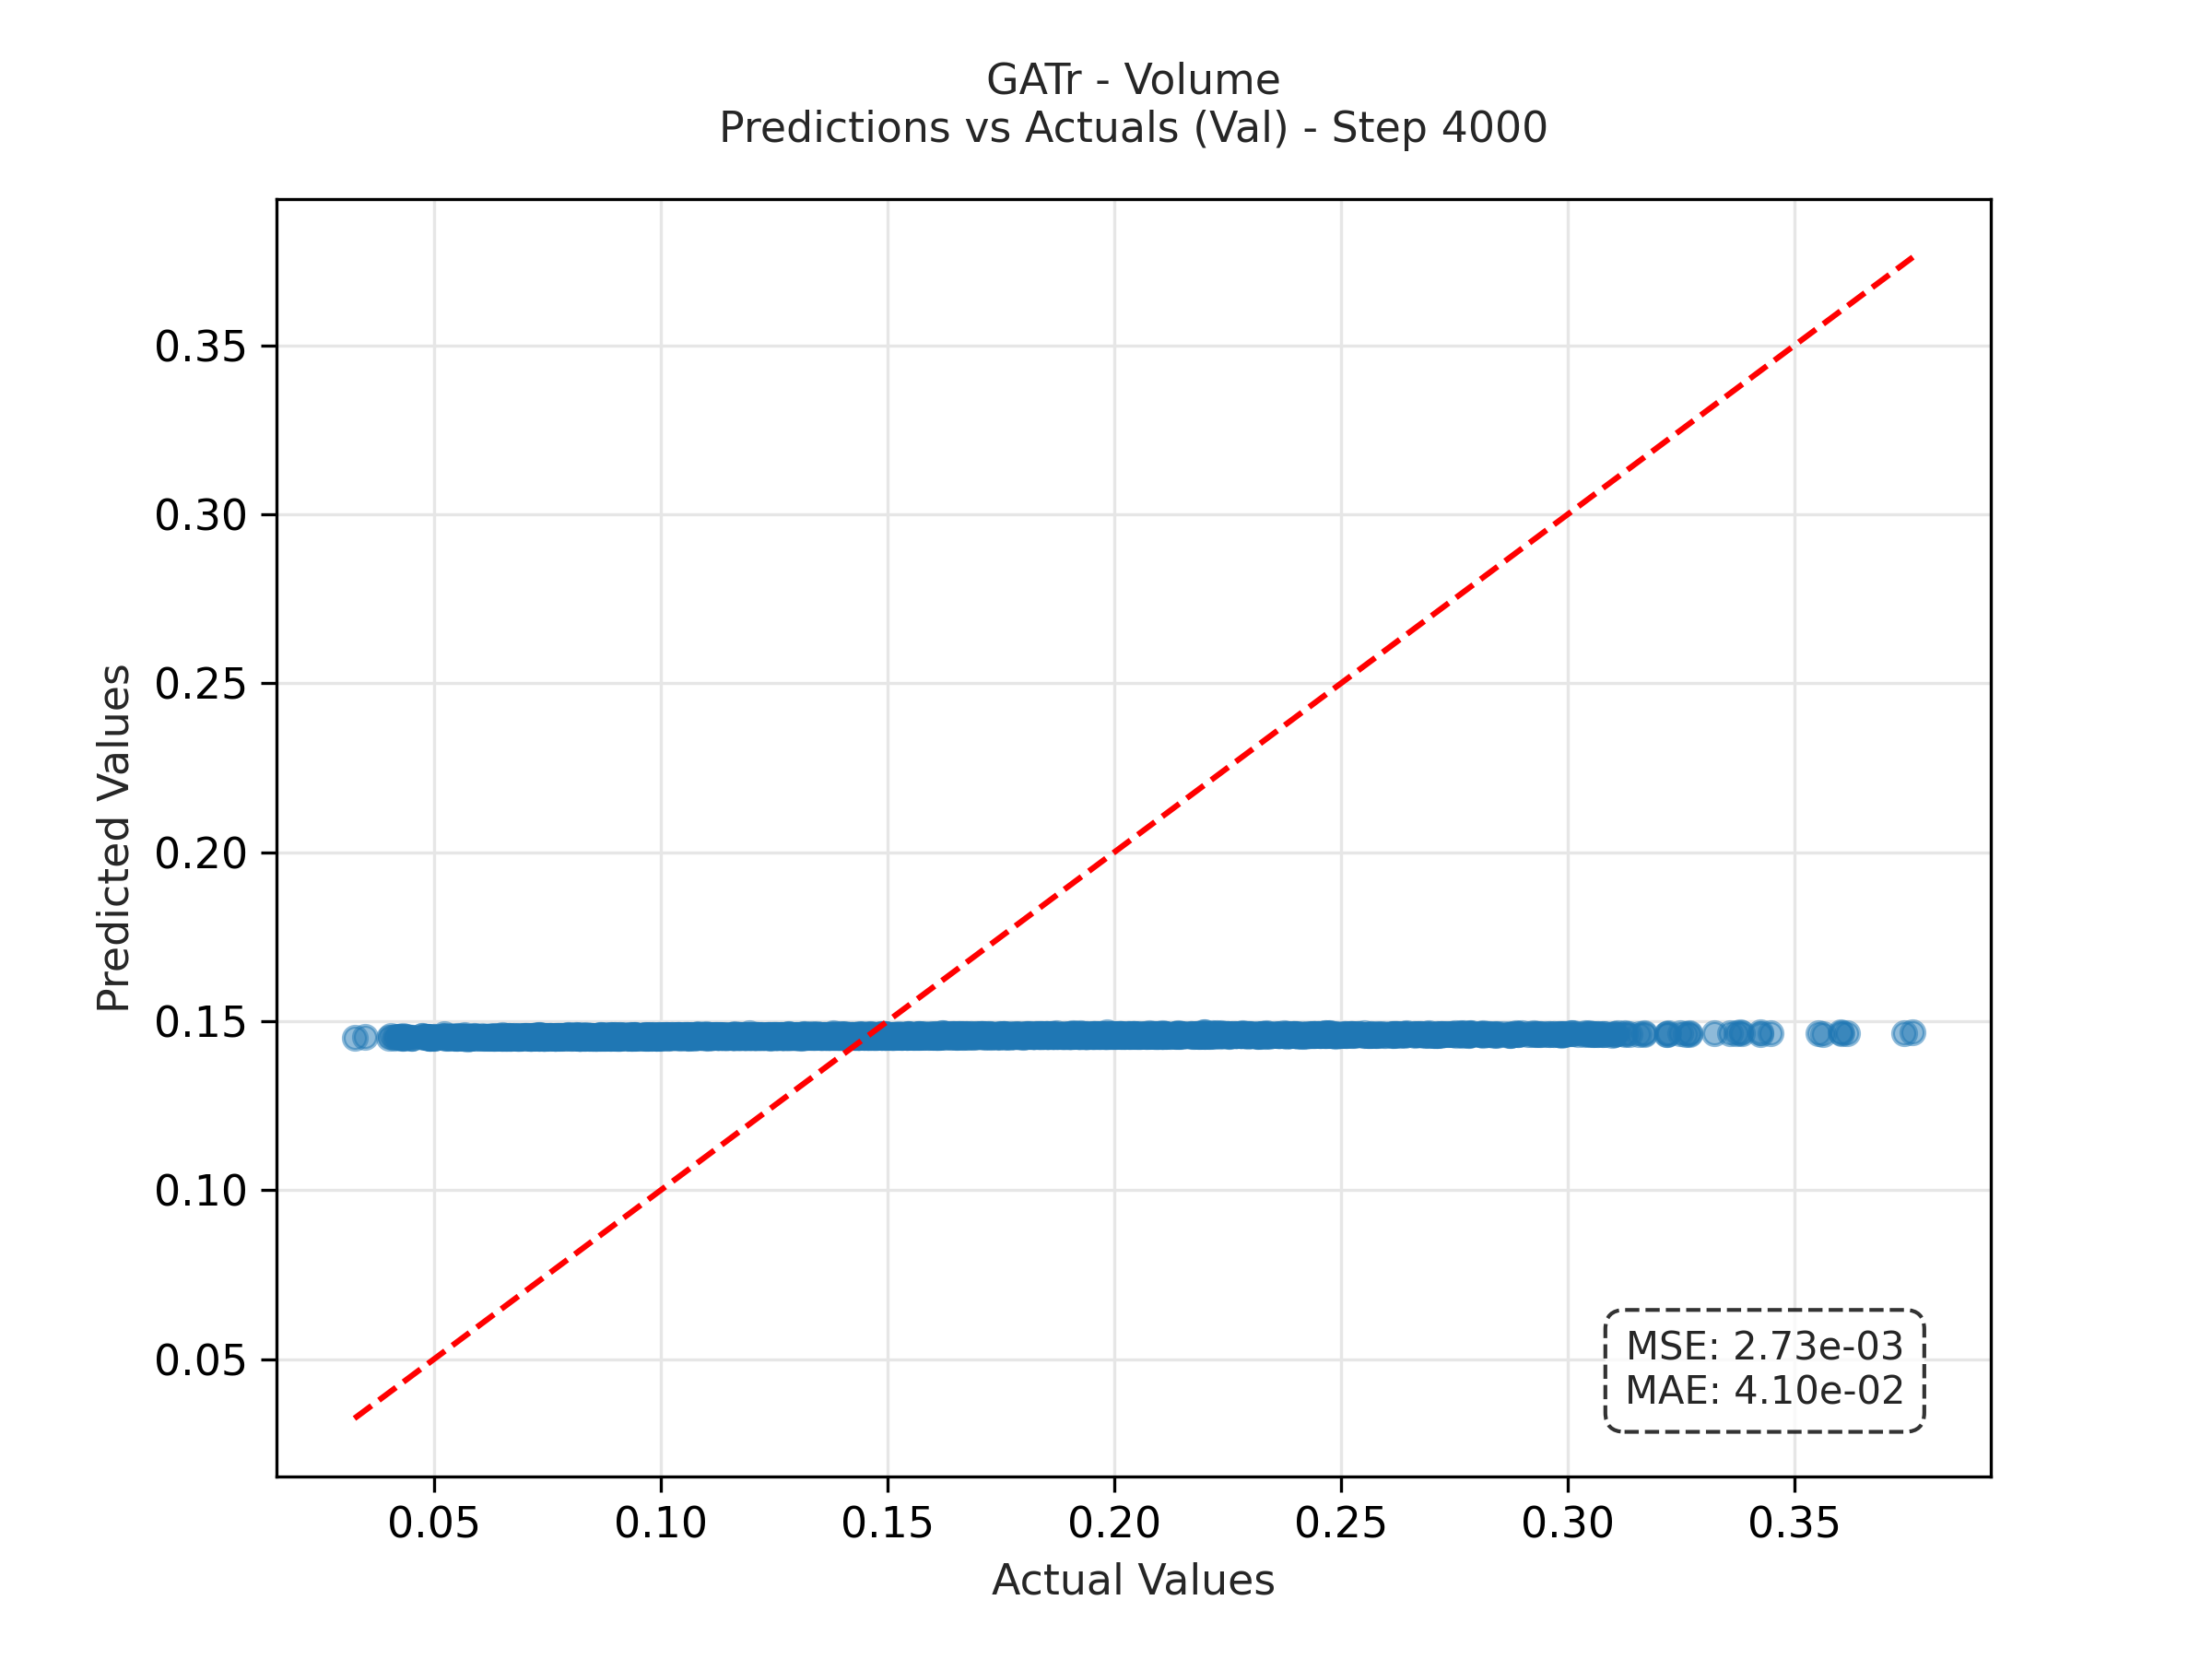 GATr - Volume
Predictions vs Actuals (Val) - Step 4000
Predicted Values
0.35
0.30
0.25
0.20
0.15
0.10
0.05
MSE: 2.73e-03
MAE: 4.10e-02
0.05 0.10 0.15 0.20 0.25 0.30 0.35
Actual Values